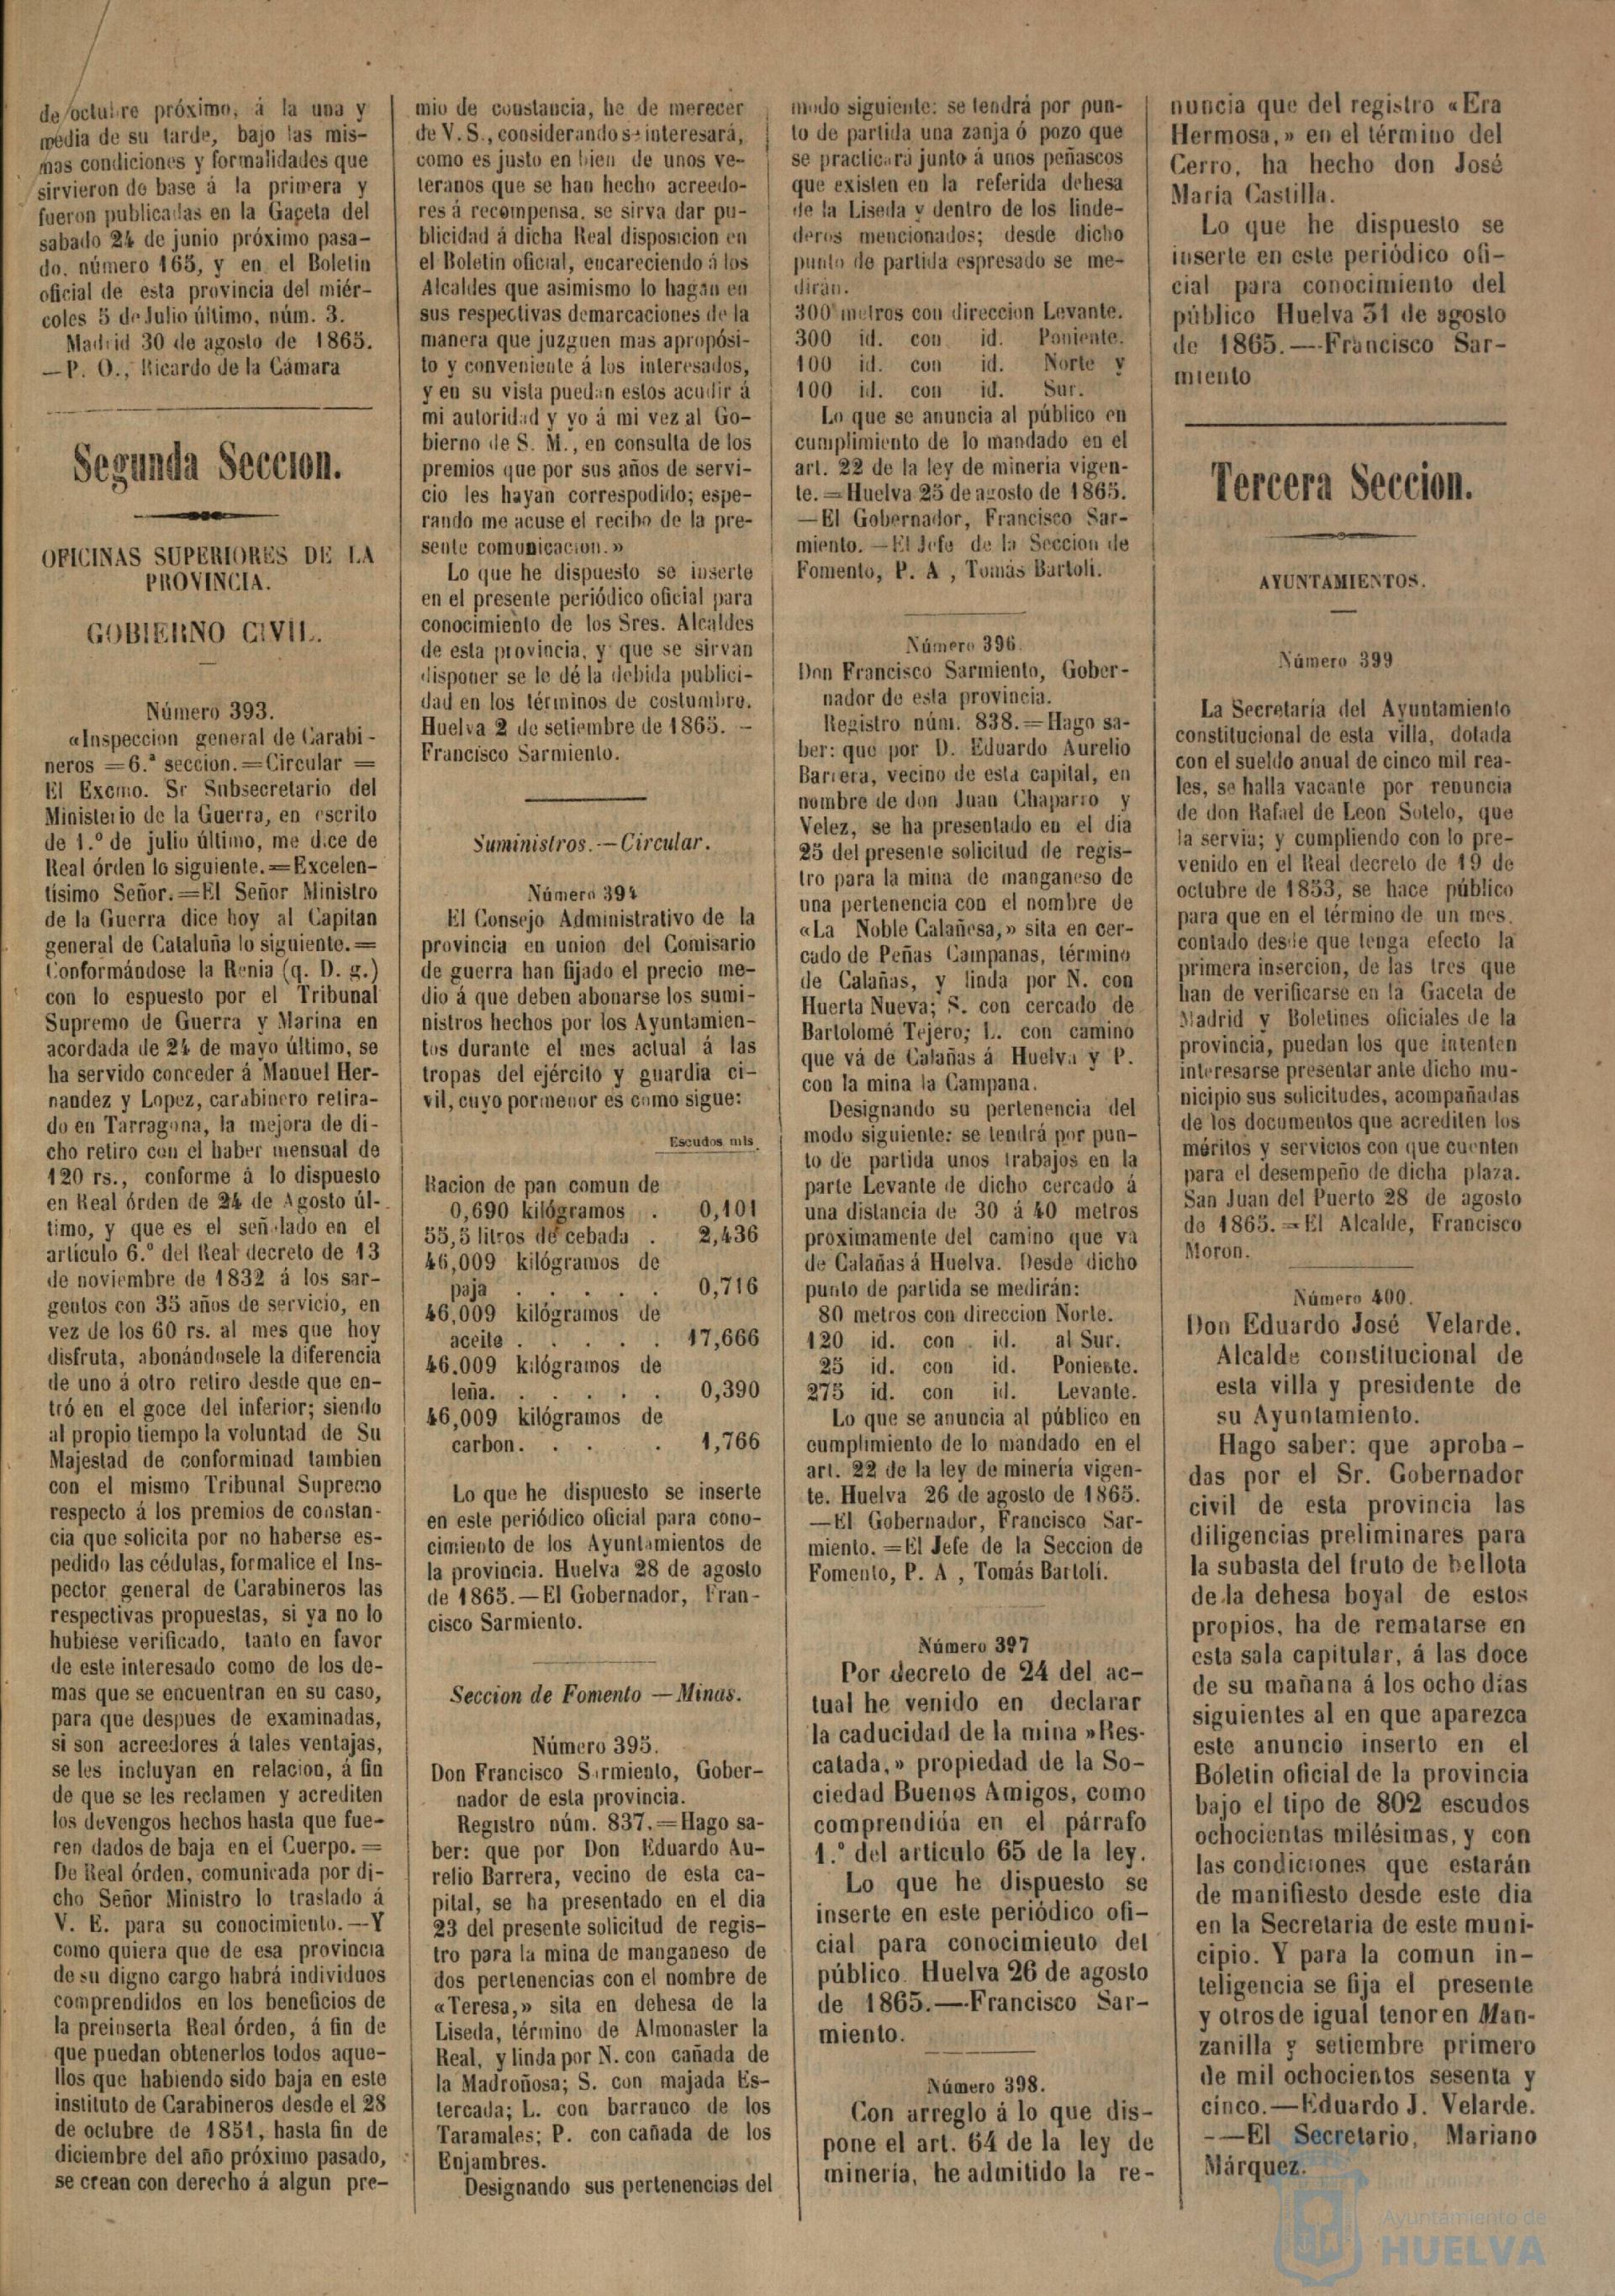 de octubre próximo, á la una y
media de su tarde, bajo las mis-
mas condiciones y formalidades que
sirvieron de base á la primera y
fueron publicadas en la Gaceta del
sabado 24 de junio próximo pasa-
do, número 165, y en el Boletin
oficial de esta provincia del miér-
coles 5 de Julio último, núm. 3.
Madrid 30 de agosto de 1865.
—P. O., Ricardo de la Cámara
Segunda Seccion.
OFICINAS SUPERIORES DE LA
PROVINCIA.
GOBIERNO CIVIL.
Número 393.
«Inspeccion general de Carabi-
neros =6.ª seccion.=Circular =
El Excmo. Sr Subsecretario del
Ministerio de la Guerra, en escrito
de 1.º de julio último, me dice de
Real órden lo siguiente.=Excelen-
tísimo Señor.=El Señor Ministro
de la Guerra dice hoy al Capitan
general de Cataluña lo siguiente.=
Conformándose la Renia (q. D. g.)
con lo espuesto por el Tribunal
Supremo de Guerra y Marina en
acordada de 24 de mayo último, se
ha servido conceder á Manuel Her-
nandez y Lopez, carabinero retira-
do en Tarragona, la mejora de di-
cho retiro con el haber mensual de
120 rs., conforme á lo dispuesto
en Real órden de 24 de Agosto úl-
timo, y que es el señalado en el
artículo 6.º del Real decreto de 13
de noviembre de 1832 á los sar-
gentos con 35 años de servicio, en
vez de los 60 rs. al mes que hoy
disfruta, abonándosele la diferencia
de uno á otro retiro desde que en-
tró en el goce del inferior; siendo
al propio tiempo la voluntad de Su
Majestad de conforminad tambien
con el mismo Tribunal Supremo
respecto á los premios de constan-
cia que solicita por no haberse es-
pedido las cédulas, formalice el Ins-
pector general de Carabineros las
respectivas propuestas, si ya no lo
hubiese verificado, tanto en favor
de este interesado como de los de-
mas que se encuentran en su caso,
para que despues de examinadas,
si son acreedores á tales ventajas,
se les incluyan en relacion, á fin
de que se les reclamen y acrediten
los devengos hechos hasta que fue-
ren dados de baja en el Cuerpo.=
De Real órden, comunicada por di-
cho Señor Ministro lo traslado á
V. E. para su conocimiento.—Y
como quiera que de esa provincia
de su digno cargo habrá individuos
comprendidos en los beneficios de
la preinserta Real órden, á fin de
que puedan obtenerlos todos aque-
llos que habiendo sido baja en este
instituto de Carabineros desde el 28
de octubre de 1851, hasta fin de
diciembre del año próximo pasado,
se crean con derecho á algun pre-
mio de constancia, he de merecer
de V. S., considerando se interesará,
como es justo en bien de unos ve-
teranos que se han hecho acreedo-
res á recompensa, se sirva dar pu-
blicidad á dicha Real disposicion en
el Boletin oficial, encareciendo á los
Alcaldes que asimismo lo hagan en
sus respectivas demarcaciones de la
manera que juzguen mas apropósi-
to y conveniente á los interesados,
y en su vista puedan estos acudir á
mi autoridad y yo á mi vez al Go-
bierno de S. M., en consulta de los
premios que por sus años de servi-
cio les hayan correspodido; espe-
rando me acuse el recibo de la pre-
sente comunicacion.»
Lo que he dispuesto se inserte
en el presente periódico oficial para
conocimiento de los Sres. Alcaldes
de esta provincia, y que se sirvan
disponer se le dé la debida publici-
dad en los términos de costumbre.
Huelva 2 de setiembre de 1865. —
Francisco Sarmiento.
Suministros.—Circular.
Número 394
El Consejo Administrativo de la
provincia en union del Comisario
de guerra han fijado el precio me-
dio á que deben abonarse los sumi-
nistros hechos por los Ayuntamien-
tos durante el mes actual á las
tropas del ejército y guardia ci-
vil, cuyo pormenor es como sigue:
Escudos mls.
Racion de pan comun de
0,690 kilógramos . 0,101
55,5 litros de cebada . 2,436
46,009 kilógramos de
paja . . . . . 0,716
46,009 kilógramos de
aceite . . . . . 17,666
46.009 kilógramos de
leña. . . . . . 0,390
46,009 kilógramos de
carbon. . . . 1,766
Lo que he dispuesto se inserte
en este periódico oficial para cono-
cimiento de los Ayuntamientos de
la provincia. Huelva 28 de agosto
de 1865.—El Gobernador, Fran-
cisco Sarmiento.
Seccion de Fomento —Minas.
Número 395.
Don Francisco Sarmiento, Gober-
nador de esta provincia.
Registro núm. 837.=Hago sa-
ber: que por Don Eduardo Au-
relio Barrera, vecino de esta ca-
pital, se ha presentado en el dia
23 del presente solicitud de regis-
tro para la mina de manganeso de
dos pertenencias con el nombre de
«Teresa,» sita en dehesa de la
Liseda, término de Almonaster la
Real, y linda por N. con cañada de
la Madroñosa; S. con majada Es-
tercada; L. con barranco de los
Taramales; P. con cañada de los
Enjambres.
Designando sus pertenencias del
modo siguiente: se tendrá por pun-
to de partida una zanja ó pozo que
se practicará junto á unos peñascos
que existen en la referida dehesa
de la Liseda y dentro de los linde-
deros mencionados; desde dicho
punto de partida espresado se me-
dirán.
300 metros con direccion Levante.
300 id. con id. Poniente.
100 id. con id. Norte y
100 id. con id. Sur.
Lo que se anuncia al público en
cumplimiento de lo mandado en el
art. 22 de la ley de mineria vigen-
te.=Huelva 25 de agosto de 1865.
—El Gobernador, Francisco Sar-
miento. —El Jefe de la Seccion de
Fomento, P. A , Tomás Bartoli.
Número 396.
Don Francisco Sarmiento, Gober-
nador de esta provincia.
Registro núm. 838.=Hago sa-
ber: que por D. Eduardo Aurelio
Barrera, vecino de esta capital, en
nombre de don Juan Chaparro y
Velez, se ha presentado en el dia
25 del presente solicitud de regis-
tro para la mina de manganeso de
una pertenencia con el nombre de
«La Noble Calañesa,» sita en cer-
cado de Peñas Campanas, término
de Calañas, y linda por N. con
Huerta Nueva; S. con cercado de
Bartolomé Tejero; L. con camino
que vá de Calañas á Huelva y P.
con la mina la Campana.
Designando su pertenencia del
modo siguiente: se tendrá por pun-
to de partida unos trabajos en la
parte Levante de dicho cercado á
una distancia de 30 á 40 metros
proximamente del camino que va
de Calañas á Huelva. Desde dicho
punto de partida se medirán:
80 metros con direccion Norte.
120 id. con id. al Sur.
25 id. con id. Poniente.
275 id. con id. Levante.
Lo que se anuncia al público en
cumplimiento de lo mandado en el
art. 22 de la ley de minería vigen-
te. Huelva 26 de agosto de 1865.
—El Gobernador, Francisco Sar-
miento.=El Jefe de la Seccion de
Fomento, P. A , Tomás Bartoli.
Número 397
Por decreto de 24 del ac-
tual he venido en declarar
la caducidad de la mina »Res-
catada,» propiedad de la So-
ciedad Buenos Amigos, como
comprendida en el párrafo
1.º del artículo 65 de la ley.
Lo que he dispuesto se
inserte en este periódico ofi-
cial para conocimiento del
público. Huelva 26 de agosto
de 1865.—Francisco Sar-
miento.
Número 398.
Con arreglo á lo que dis-
pone el art. 64 de la ley de
minería, he admitido la re-
nuncia que del registro «Era
Hermosa,» en el término del
Cerro, ha hecho don José
Maria Castilla.
Lo que he dispuesto se
inserte en este periódico ofi-
cial para conocimiento del
público Huelva 31 de agosto
de 1865.—Francisco Sar-
miento
Tercera Seccion.
AYUNTAMIENTOS.
Número 399
La Secretaría del Ayuntamiento
constitucional de esta villa, dotada
con el sueldo anual de cinco mil rea-
les, se halla vacante por renuncia
de don Rafael de Leon Sotelo, que
la servia; y cumpliendo con lo pre-
venido en el Real decreto de 19 de
octubre de 1853, se hace público
para que en el término de un mes,
contado desde que tenga efecto la
primera insercion, de las tres que
han de verificarse en la Gaceta de
Madrid y Boletines oficiales de la
provincia, puedan los que intenten
interesarse presentar ante dicho mu-
nicipio sus solicitudes, acompañadas
de los documentos que acrediten los
méritos y servicios con que cuenten
para el desempeño de dicha plaza.
San Juan del Puerto 28 de agosto
de 1865.=El Alcalde, Francisco
Moron.
Número 400.
Don Eduardo José Velarde,
Alcalde constitucional de
esta villa y presidente de
su Ayuntamiento.
Hago saber: que aproba-
das por el Sr. Gobernador
civil de esta provincia las
diligencias preliminares para
la subasta del fruto de bellota
de la dehesa boyal de estos
propios, ha de rematarse en
esta sala capitular, á las doce
de su mañana á los ocho dias
siguientes al en que aparezca
este anuncio inserto en el
Boletin oficial de la provincia
bajo el tipo de 802 escudos
ochocientas milésimas, y con
las condiciones que estarán
de manifiesto desde este dia
en la Secretaria de este muni-
cipio. Y para la comun in-
teligencia se fija el presente
y otros de igual tenor en Man-
zanilla y setiembre primero
de mil ochocientos sesenta y
cinco.—Eduardo J. Velarde.
-—El Secretario, Mariano
Márquez.
Ayuntamiento de
HUELVA